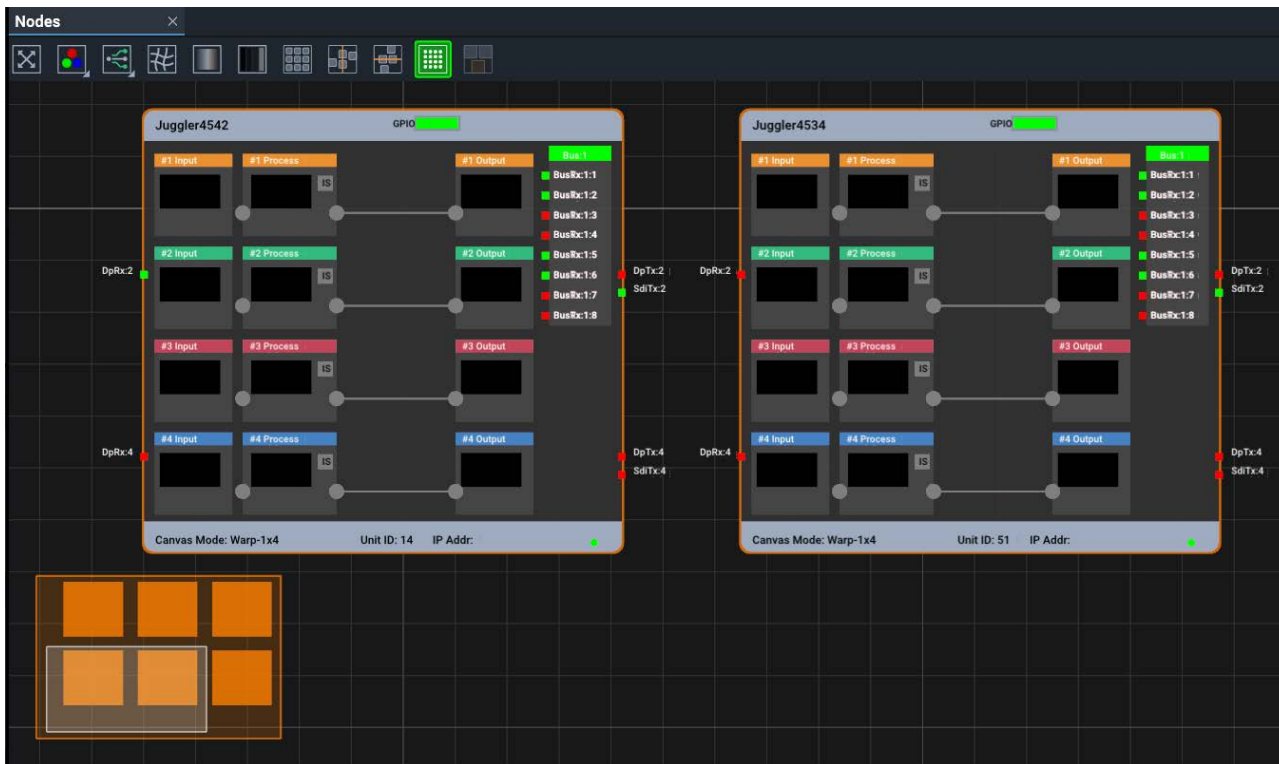 Nodes ×
Juggler4542 GPIO
#1 Input #1 Process #1 Output Bus:1
IS
BusRx:1:1
BusRx:1:2
BusRx:1:3
BusRx:1:4
#2 Input #2 Process #2 Output BusRx:1:5
DpRx:2 IS BusRx:1:6 DpTx:2
BusRx:1:7 SdiTx:2
BusRx:1:8
#3 Input #3 Process #3 Output
IS
#4 Input #4 Process #4 Output
DpRx:4 IS DpTx:4
SdiTx:4
Canvas Mode: Warp-1x4 Unit ID: 14 IP Addr:
Juggler4534 GPIO
#1 Input #1 Process #1 Output Bus:1
IS
BusRx:1:1
BusRx:1:2
BusRx:1:3
BusRx:1:4
#2 Input #2 Process #2 Output BusRx:1:5
DpRx:2 IS BusRx:1:6 DpTx:2
BusRx:1:7 SdiTx:2
BusRx:1:8
#3 Input #3 Process #3 Output
IS
#4 Input #4 Process #4 Output
DpRx:4 IS DpTx:4
SdiTx:4
Canvas Mode: Warp-1x4 Unit ID: 51 IP Addr: